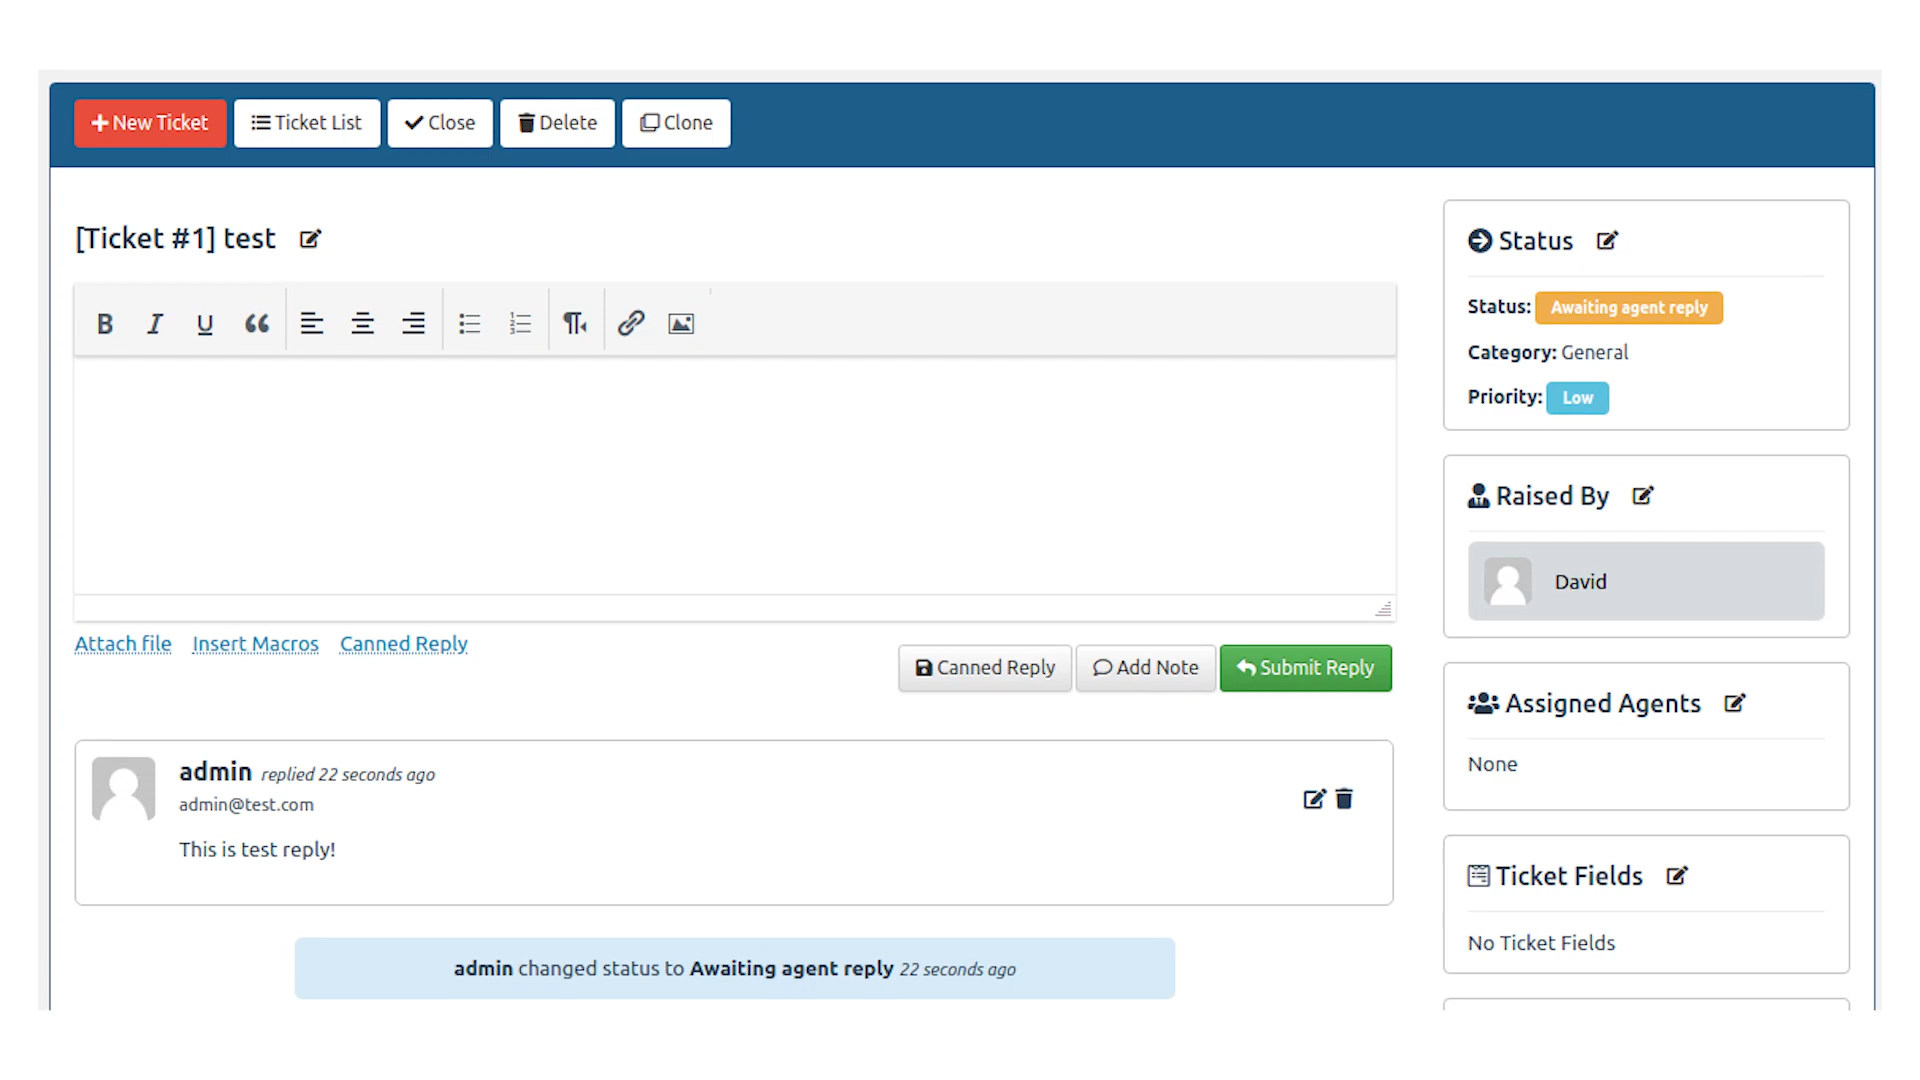 New Ticket Ticket List Close Delete Clone
[Ticket #1] test
B I U
Attach file Insert Macros Canned Reply
Canned Reply Add Note Submit Reply
admin replied 22 seconds ago
admin@test.com
This is test reply!
admin changed status to Awaiting agent reply 22 seconds ago
Status
Status: Awaiting agent reply
Category: General
Priority: Low
Raised By
David
Assigned Agents
None
Ticket Fields
No Ticket Fields